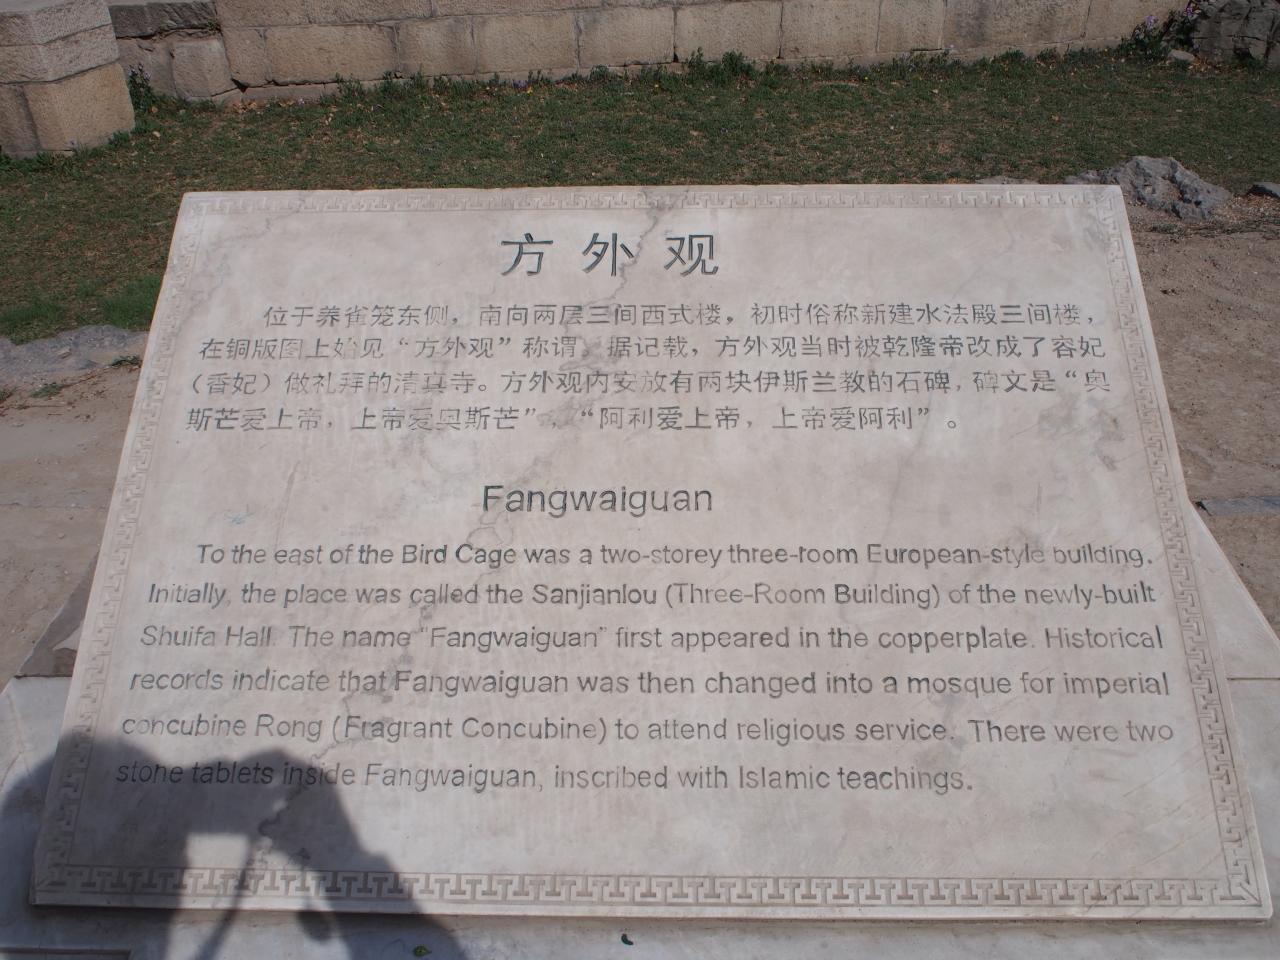 方外观
位于养雀笼东侧，南向两层三间西式楼，初时俗称新建水法殿三间楼，
在铜版图上始见“方外观”称谓。据记载，方外观当时被乾隆帝改成了容妃
（香妃）做礼拜的清真寺。方外观内安放有两块伊斯兰教的石碑，碑文是“奥
斯芒爱上帝，上帝爱奥斯芒”，“阿利爱上帝，上帝爱阿利”。
Fangwaiguan
To the east of the Bird Cage was a two-storey three-room European-style building.
Initially, the place was called the Sanjianlou (Three-Room Building) of the newly-built
Shuifa Hall. The name "Fangwaiguan" first appeared in the copperplate. Historical
records indicate that Fangwaiguan was then changed into a mosque for imperial
concubine Rong (Fragrant Concubine) to attend religious service. There were two
stone tablets inside Fangwaiguan, inscribed with Islamic teachings.